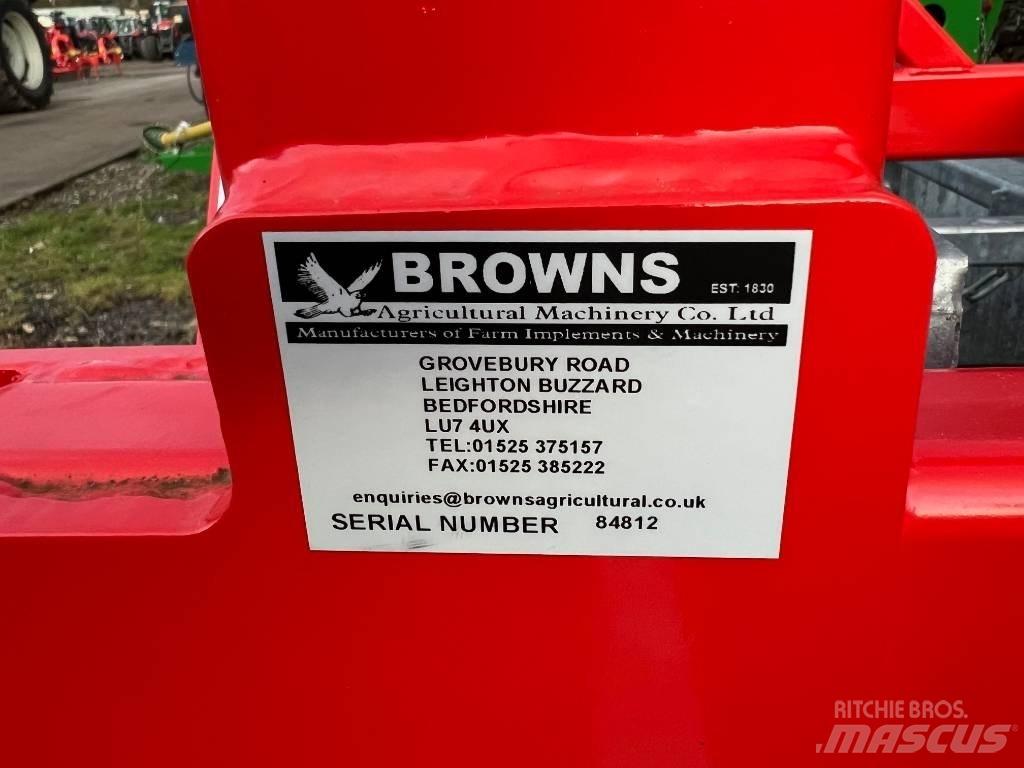 BROWNS EST: 1830
Agricultural Machinery Co. Ltd
Manufacturers of Farm Implements & Machinery
GROVEBURY ROAD
LEIGHTON BUZZARD
BEDFORDSHIRE
LU7 4UX
TEL:01525 375157
FAX:01525 385222
enquiries@brownsagricultural.co.uk
SERIAL NUMBER 84812
RITCHIE BROS.
MASCUS